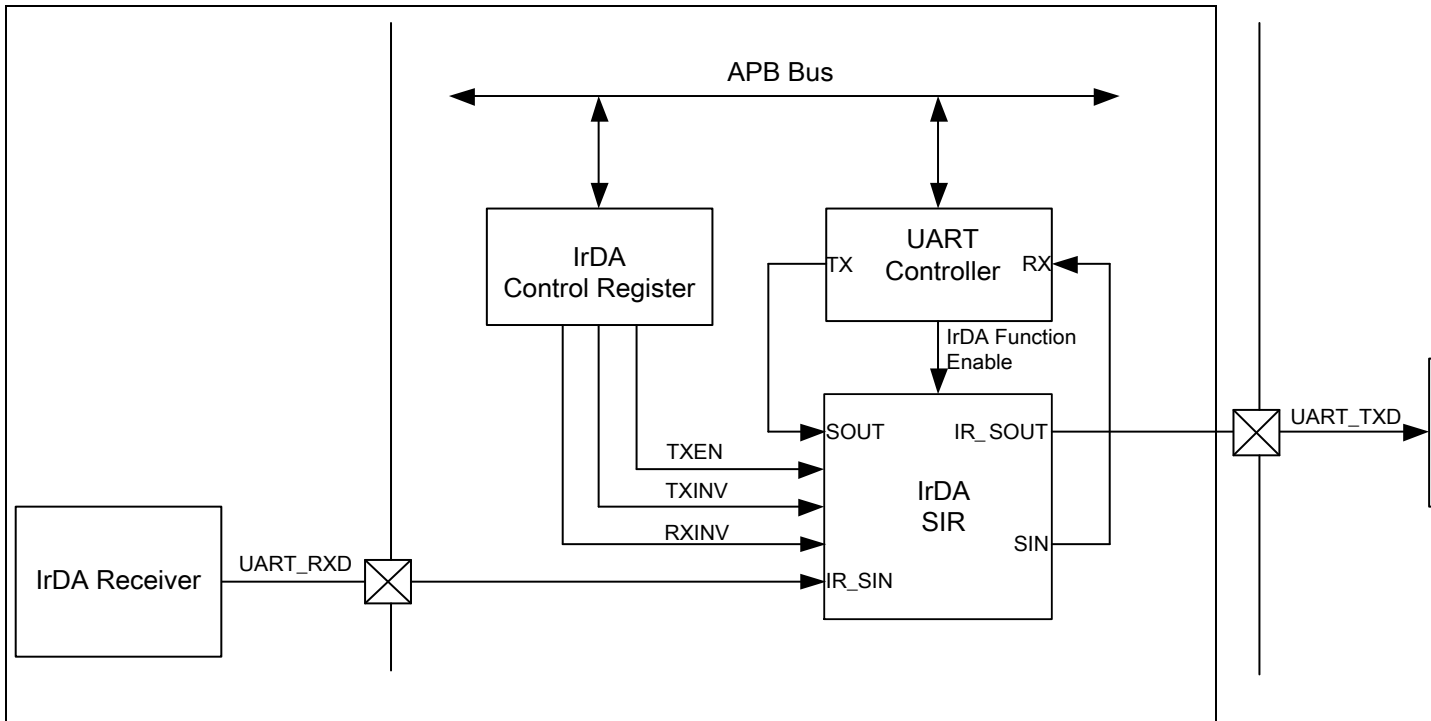 APB Bus
IrDA
Control Register
UART
Controller
TX
RX
IrDA Function
Enable
SOUT
IR_SOUT
TXEN
TXINV
RXINV
IrDA
SIR
SIN
IR_SIN
IrDA Receiver
UART_RXD
UART_TXD